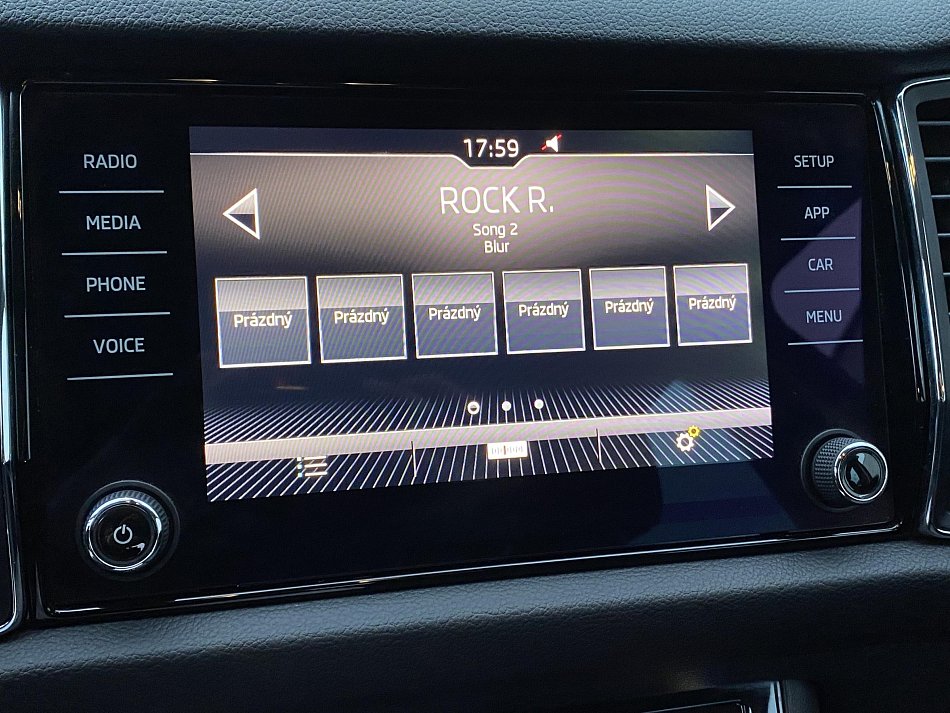 17:59
RADIO
MEDIA
PHONE
VOICE
ROCK R.
Song 2
Blur
Prázdný Prázdný Prázdný Prázdný Prázdný Prázdný
SETUP
APP
CAR
MENU